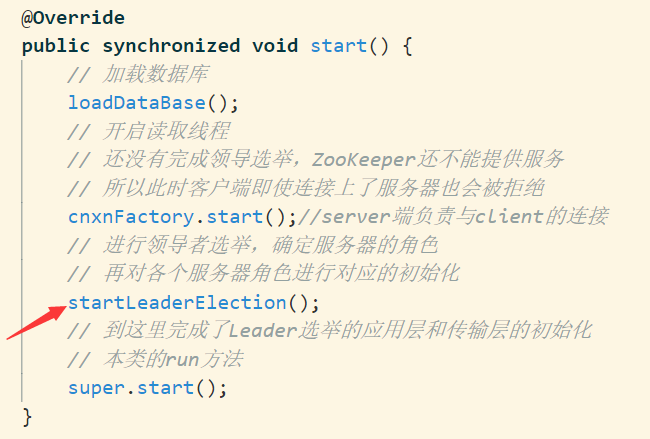 @Override
public synchronized void start() {
// 加载数据库
loadDataBase();
// 开启读取线程
// 还没有完成领导选举，ZooKeeper还不能提供服务
// 所以此时客户端即使连接上了服务器也会被拒绝
cnxnFactory.start();//server端负责与client的连接
// 进行领导者选举，确定服务器的角色
// 再对各个服务器角色进行对应的初始化
startLeaderElection();
// 到这里完成了Leader选举的应用层和传输层的初始化
// 本类的run方法
super.start();
}